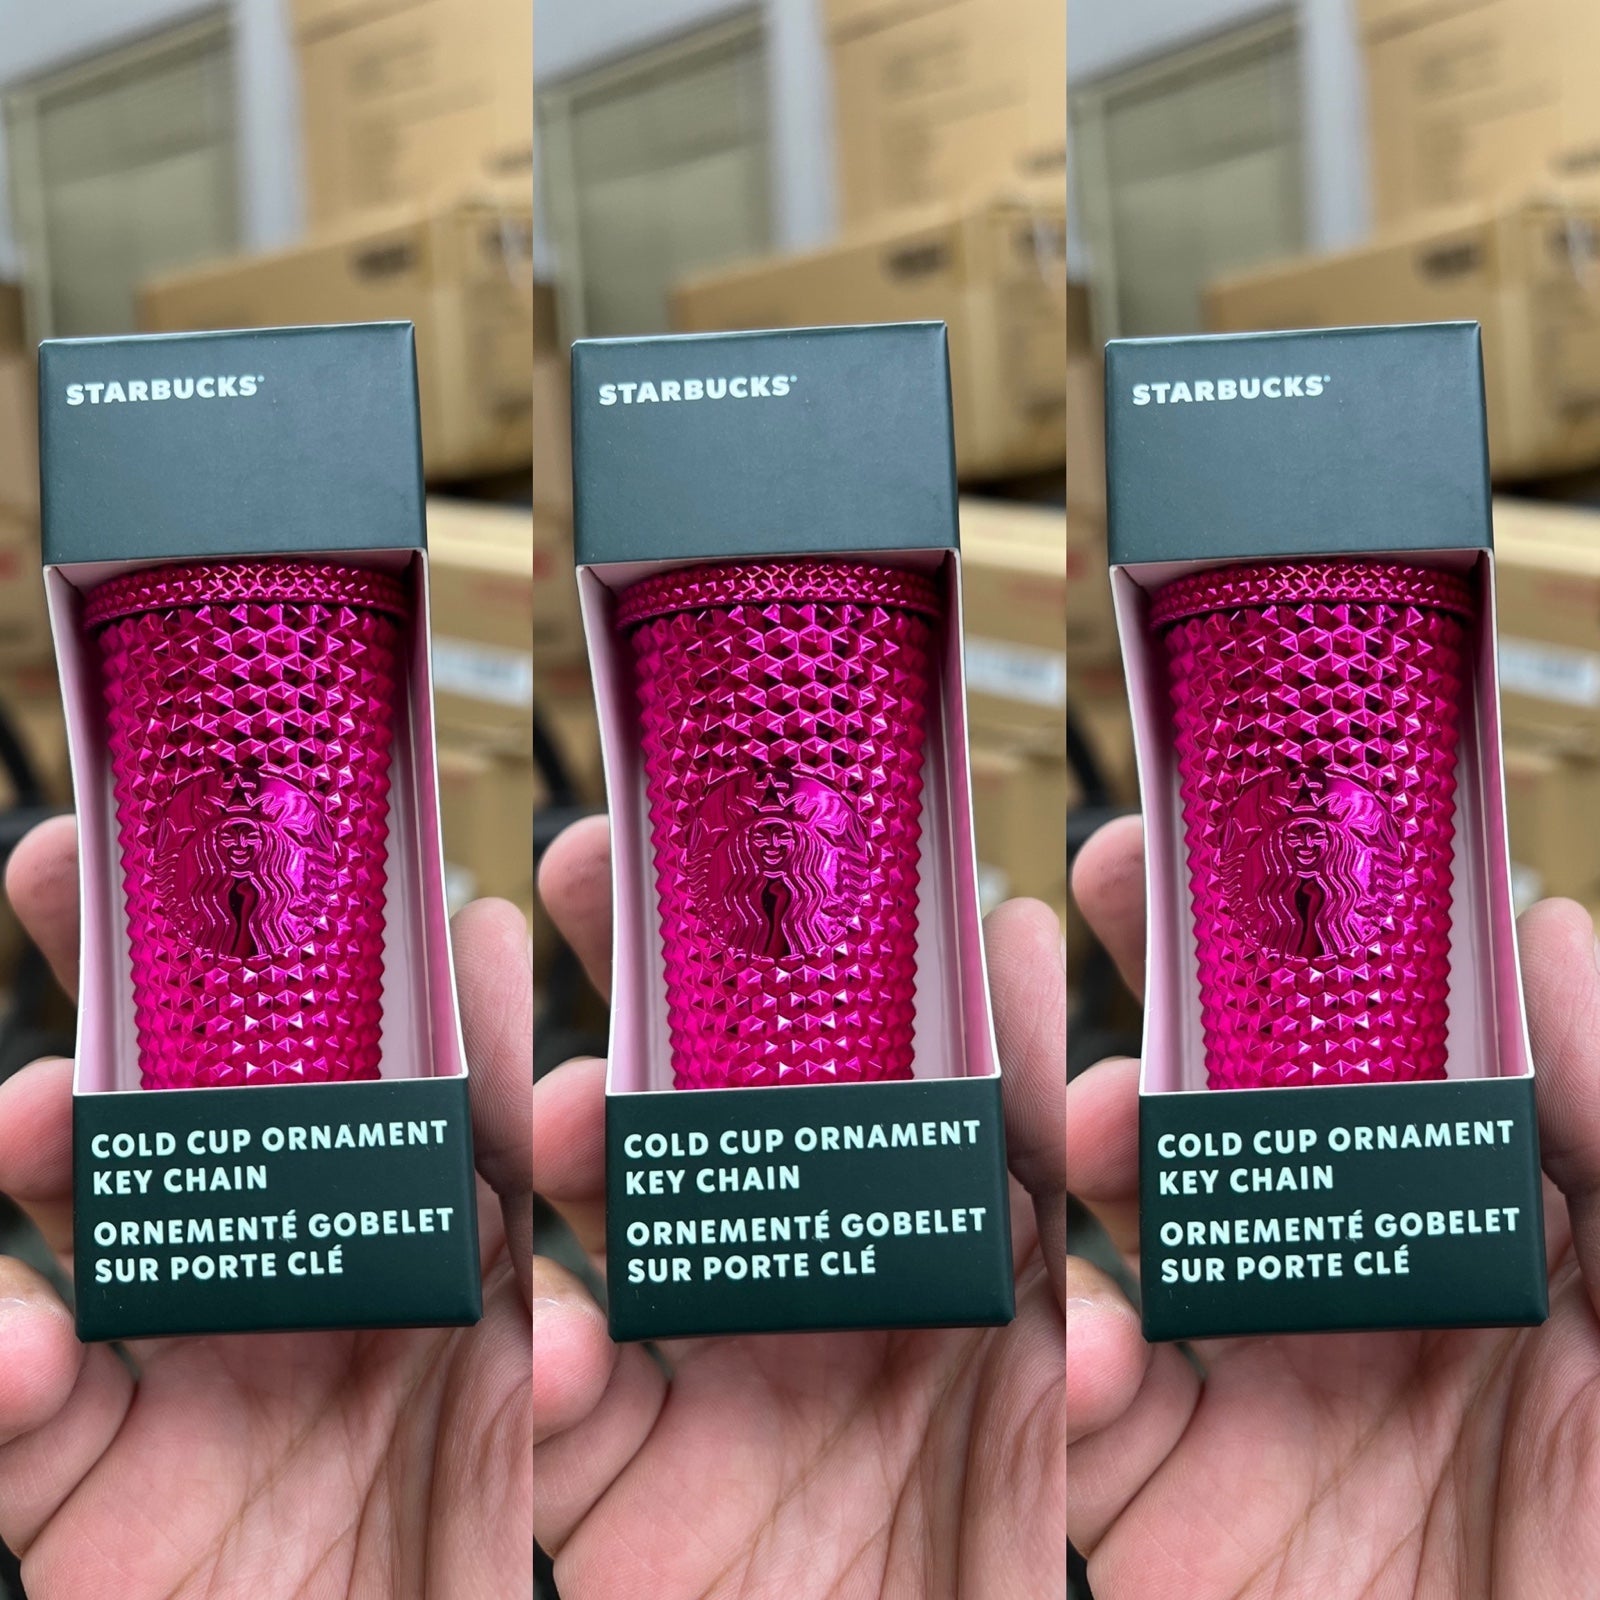 STARBUCKS
COLD CUP ORNAMENT
KEY CHAIN
ORNEMENTÉ GOBELET
SUR PORTE CLÉ
STARBUCKS
COLD CUP ORNAMENT
KEY CHAIN
ORNEMENTÉ GOBELET
SUR PORTE CLÉ
STARBUCKS
COLD CUP ORNAMENT
KEY CHAIN
ORNEMENTÉ GOBELET
SUR PORTE CLÉ